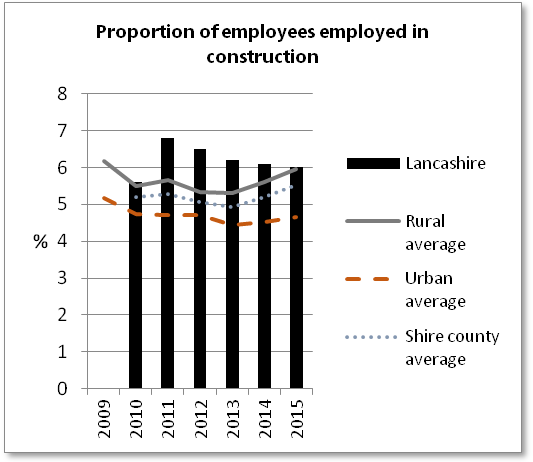 Proportion of employees employed in
construction
8
7
6
5
4
3
2
1
0
%
2009
2010
2011
2012
2013
2014
2015
Lancashire
Rural
average
Urban
average
Shire county
average